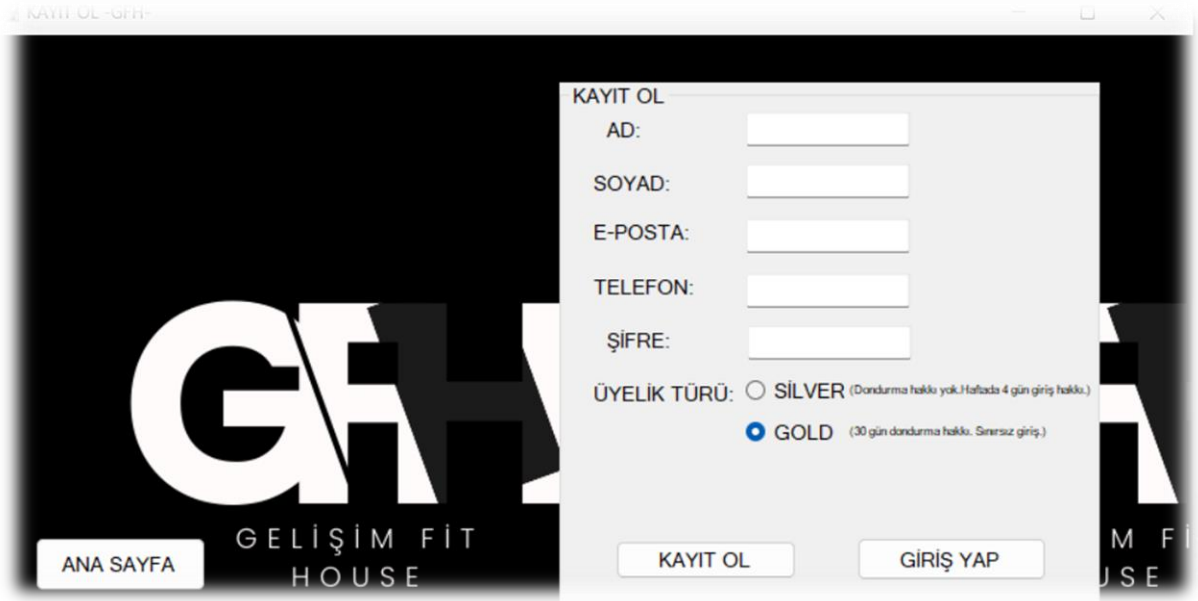 KAYIT OL -GFH-
KAYIT OL
AD:
SOYAD:
E-POSTA:
TELEFON:
ŞİFRE:
ÜYELİK TÜRÜ: SİLVER (Dondurma hakkı yok.Haftada 4 gün giriş hakkı.)
GOLD (30 gün dondurma hakkı. Sınırsız giriş.)
GFH
GELİŞİM FİT
HOUSE
ANA SAYFA
KAYIT OL
GİRİŞ YAP